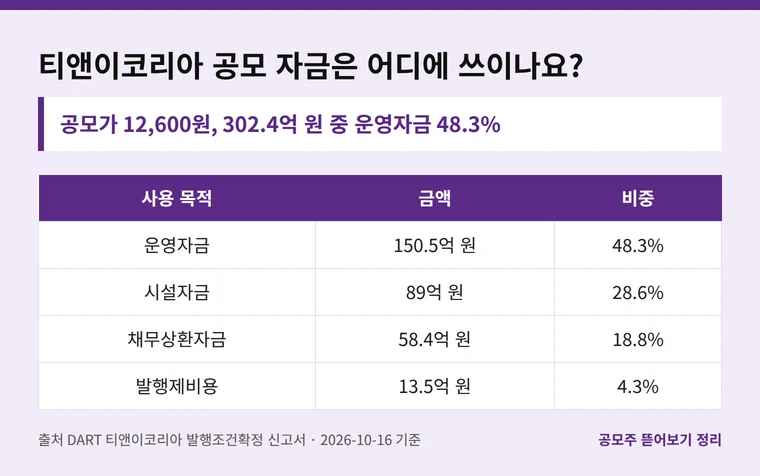 티앤이코리아 공모 자금은 어디에 쓰이나요?
공모가 12,600원, 302.4억 원 중 운영자금 48.3%
사용 목적 금액 비중
운영자금 150.5억 원 48.3%
시설자금 89억 원 28.6%
채무상환자금 58.4억 원 18.8%
발행제비용 13.5억 원 4.3%
출처 DART 티앤이코리아 발행조건확정 신고서 · 2026-10-16 기준 공모주 뜯어보기 정리